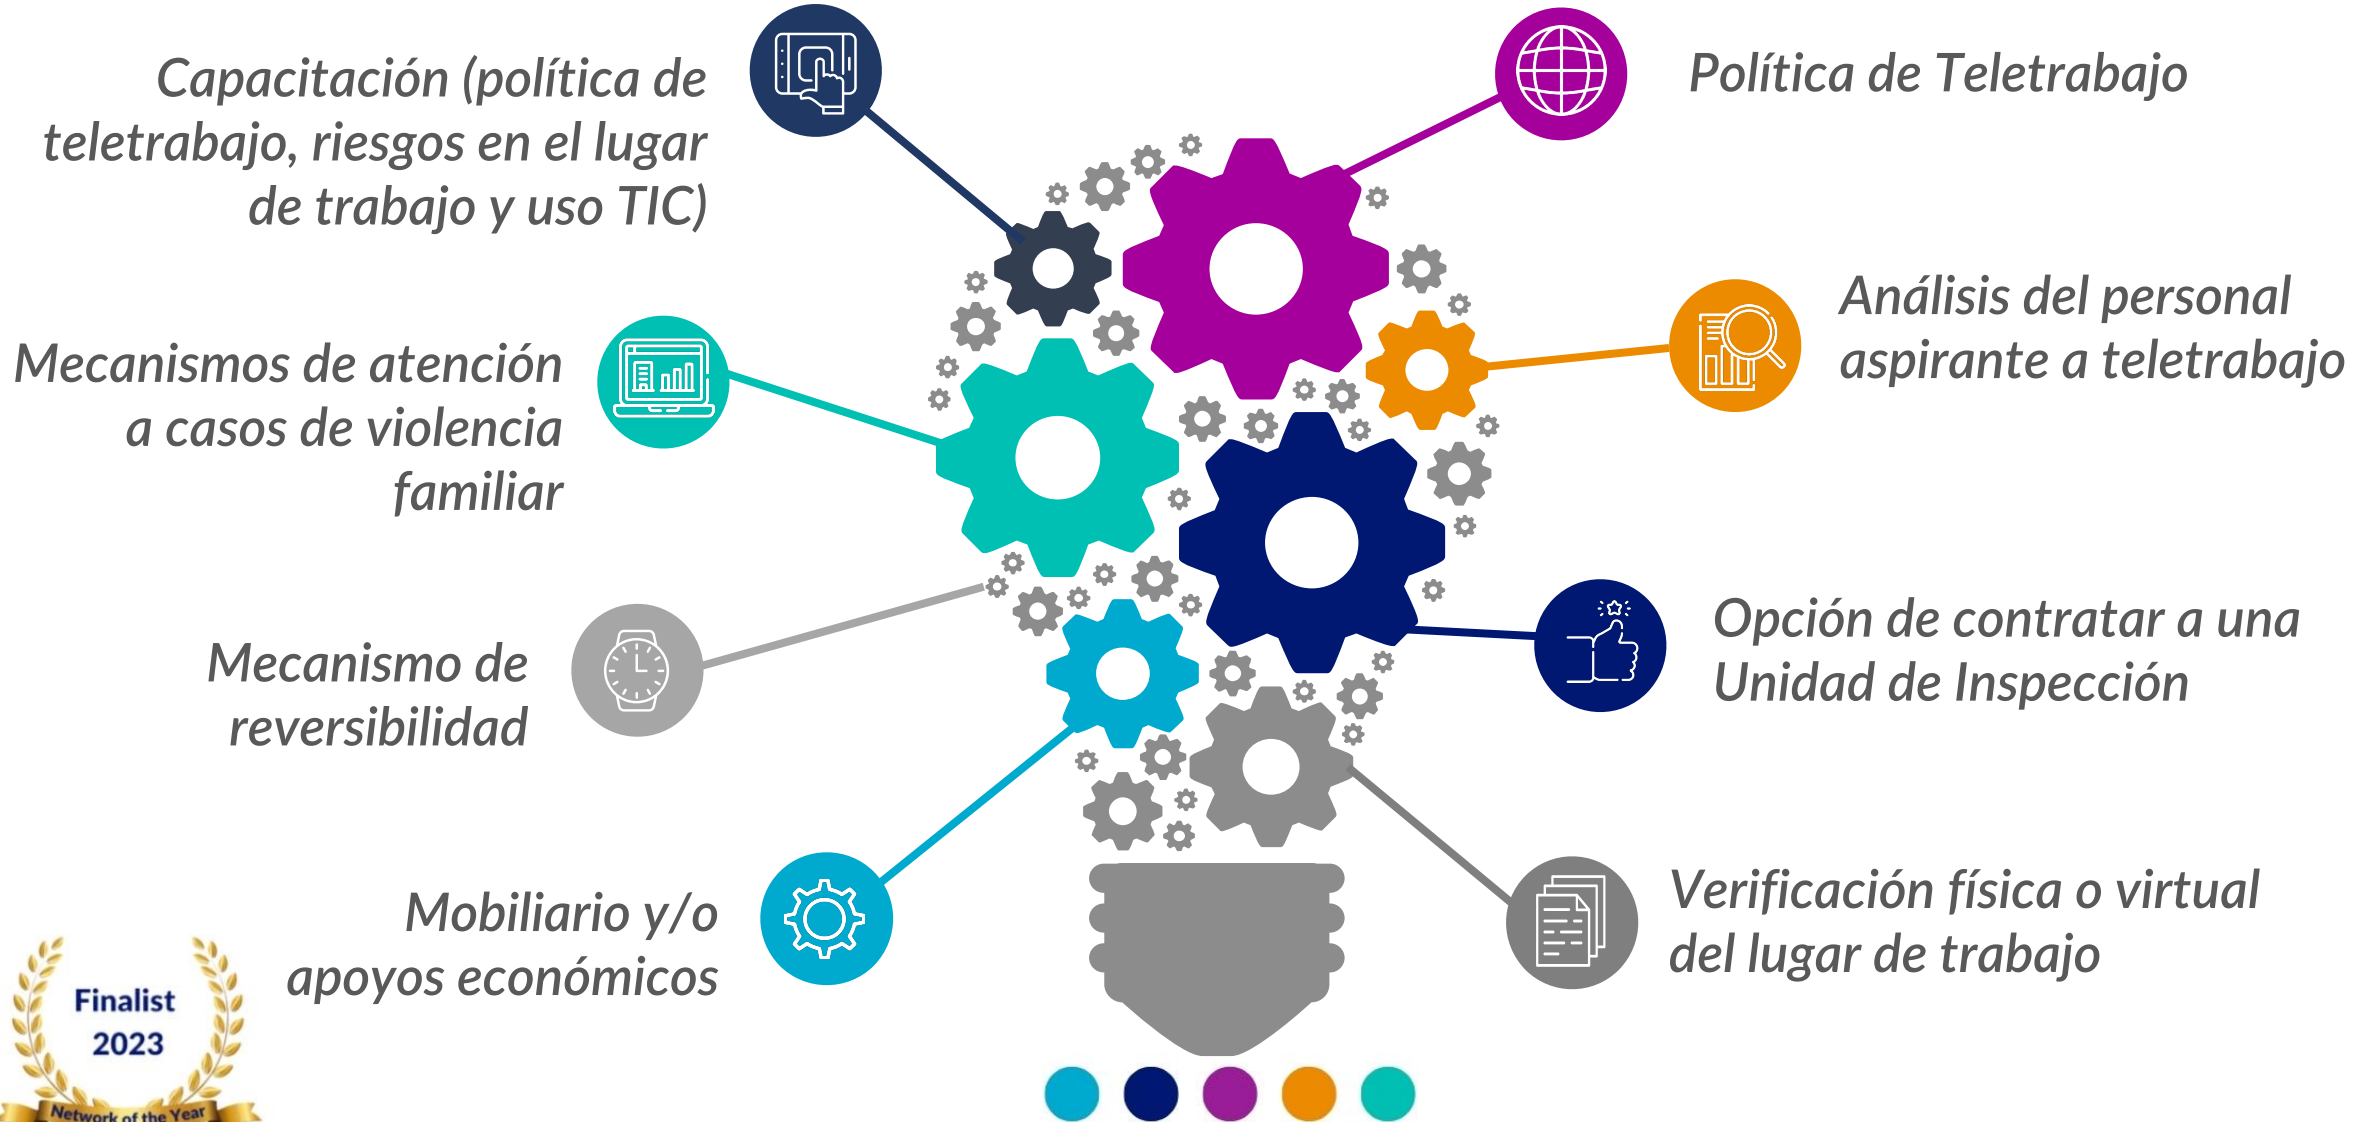 Capacitación (política de
teletrabajo, riesgos en el lugar
de trabajo y uso TIC)
Mecanismos de atención
a casos de violencia
familiar
Mecanismo de
reversibilidad
Mobiliario y/o
apoyos económicos
Política de Teletrabajo
Análisis del personal
aspirante a teletrabajo
Opción de contratar a una
Unidad de Inspección
Verificación física o virtual
del lugar de trabajo
Finalist
2023
Network of the Year